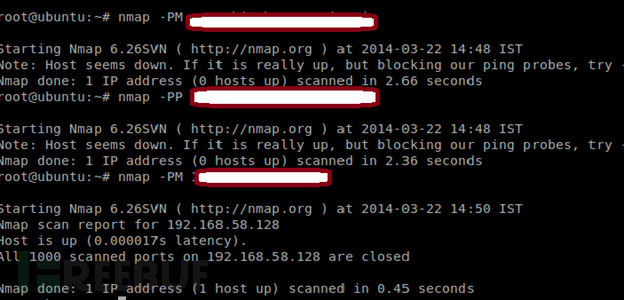 root@ubuntu:~# nmap -PM
Starting Nmap 6.26SVN ( http://nmap.org ) at 2014-03-22 14:48 IST
Note: Host seems down. If it is really up, but blocking our ping probes, try -
Nmap done: 1 IP address (0 hosts up) scanned in 2.66 seconds
root@ubuntu:~# nmap -PP
Starting Nmap 6.26SVN ( http://nmap.org ) at 2014-03-22 14:48 IST
Note: Host seems down. If it is really up, but blocking our ping probes, try -
Nmap done: 1 IP address (0 hosts up) scanned in 2.36 seconds
root@ubuntu:~# nmap -PM
Starting Nmap 6.26SVN ( http://nmap.org ) at 2014-03-22 14:50 IST
Nmap scan report for 192.168.58.128
Host is up (0.000017s latency).
All 1000 scanned ports on 192.168.58.128 are closed
FREEBUF
Nmap done: 1 IP address (1 host up) scanned in 0.45 seconds